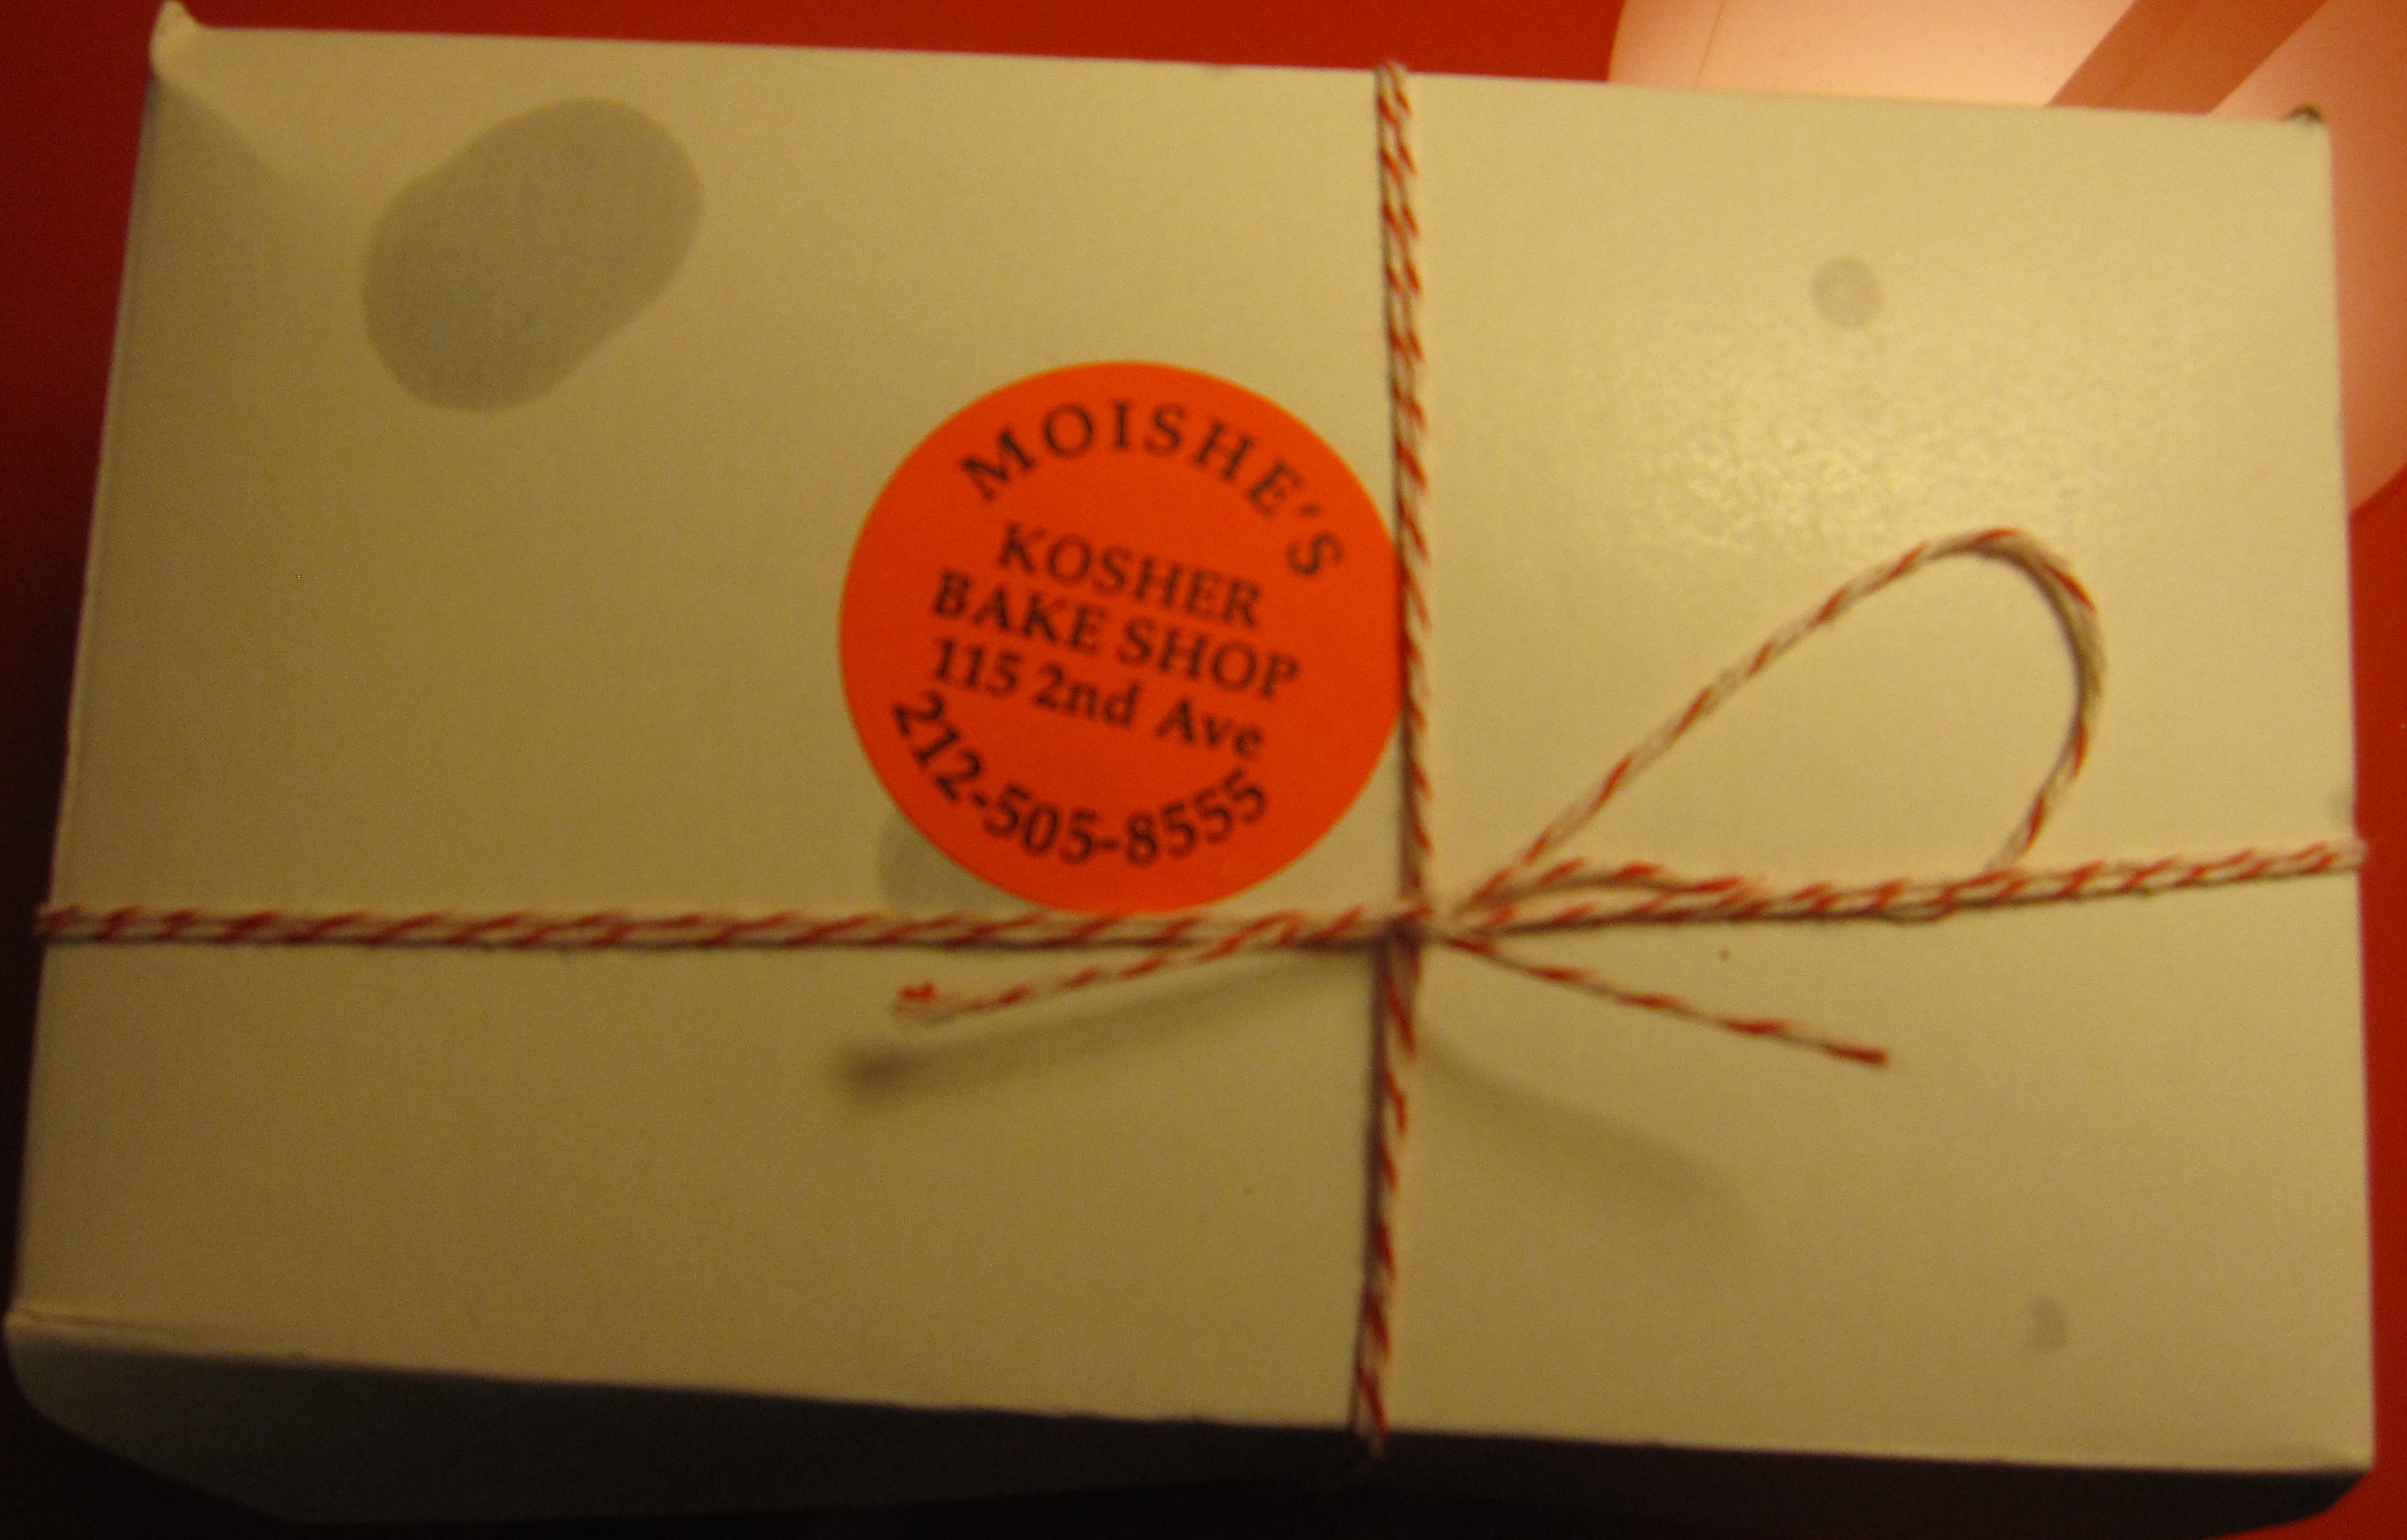 MOISHE'S
KOSHER
BAKE SHOP
115 2nd Ave
212-505-8555